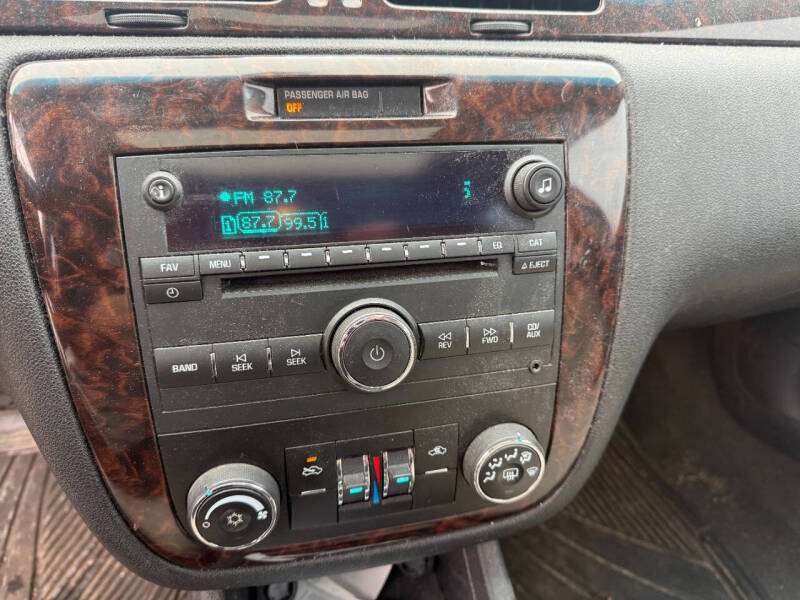 PASSENGER AIR BAG
OFF
i
FM 87.7
1 87.7 99.5 1
FAV MENU EQ CAT
EJECT
BAND SEEK SEEK REV FWD CD/AUX